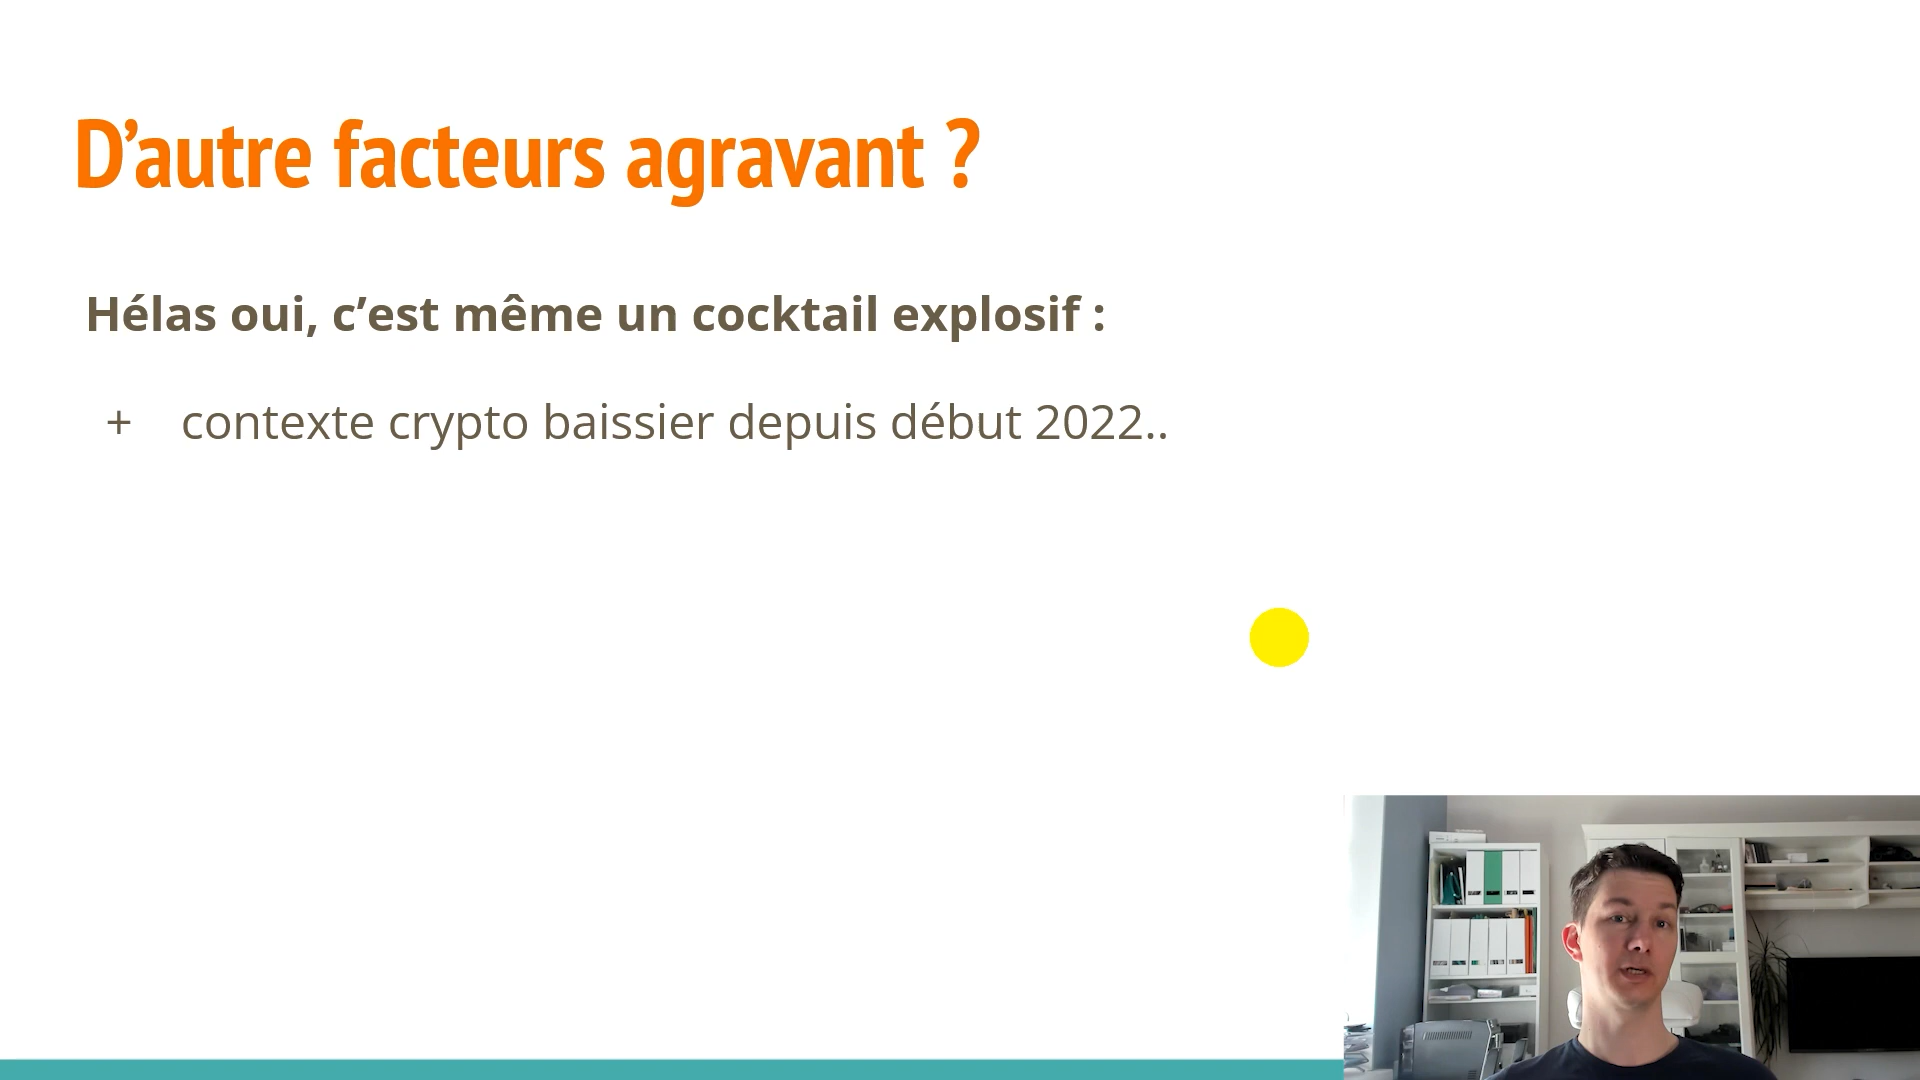 D’autre facteurs agravant ?
Hélas oui, c’est même un cocktail explosif :
+ contexte crypto baissier depuis début 2022..